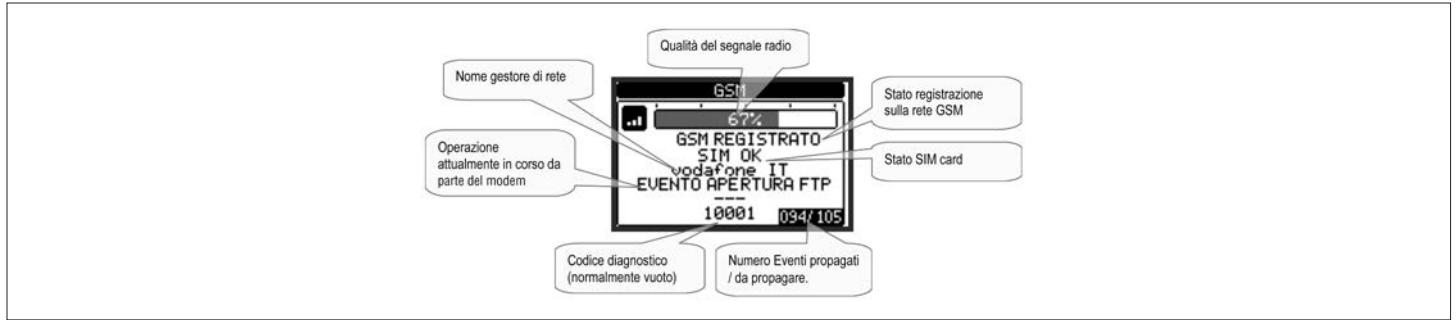 Qualità del segnale radio
Nome gestore di rete
GSM
Stato registrazione
sulla rete GSM
67%
GSM REGISTRATO
SIM OK
vodafone IT
Operazione
attualmente in corso da
parte del modem
Stato SIM card
EVENTO APERTURA FTP
---
10001
094/105
Codice diagnostico
(normalmente vuoto)
Numero Eventi propagati
/ da propagare.